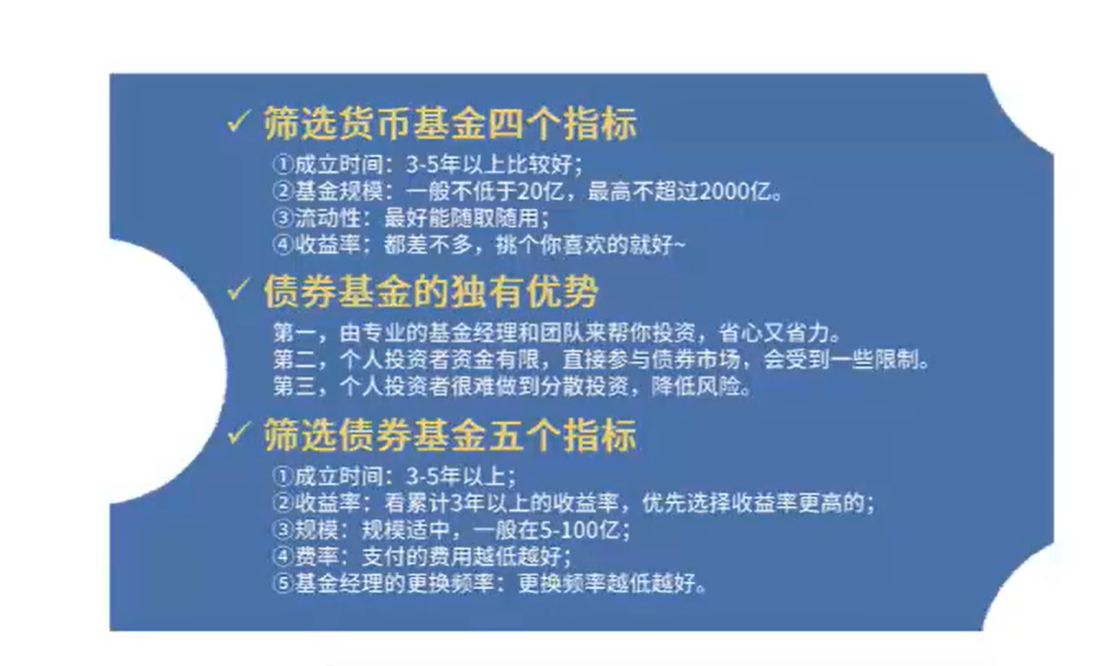 ✓ 筛选货币基金四个指标
①成立时间：3-5年以上比较好；
②基金规模：一般不低于20亿，最高不超过2000亿。
③流动性：最好能随取随用；
④收益率：都差不多，挑个你喜欢的就好~
✓ 债券基金的独有优势
第一，由专业的基金经理和团队来帮你投资，省心又省力。
第二，个人投资者资金有限，直接参与债券市场，会受到一些限制。
第三，个人投资者很难做到分散投资，降低风险。
✓ 筛选债券基金五个指标
①成立时间：3-5年以上；
②收益率：看累计3年以上的收益率，优先选择收益率更高的；
③规模：规模适中，一般在5-100亿；
④费率：支付的费用越低越好；
⑤基金经理的更换频率：更换频率越低越好。